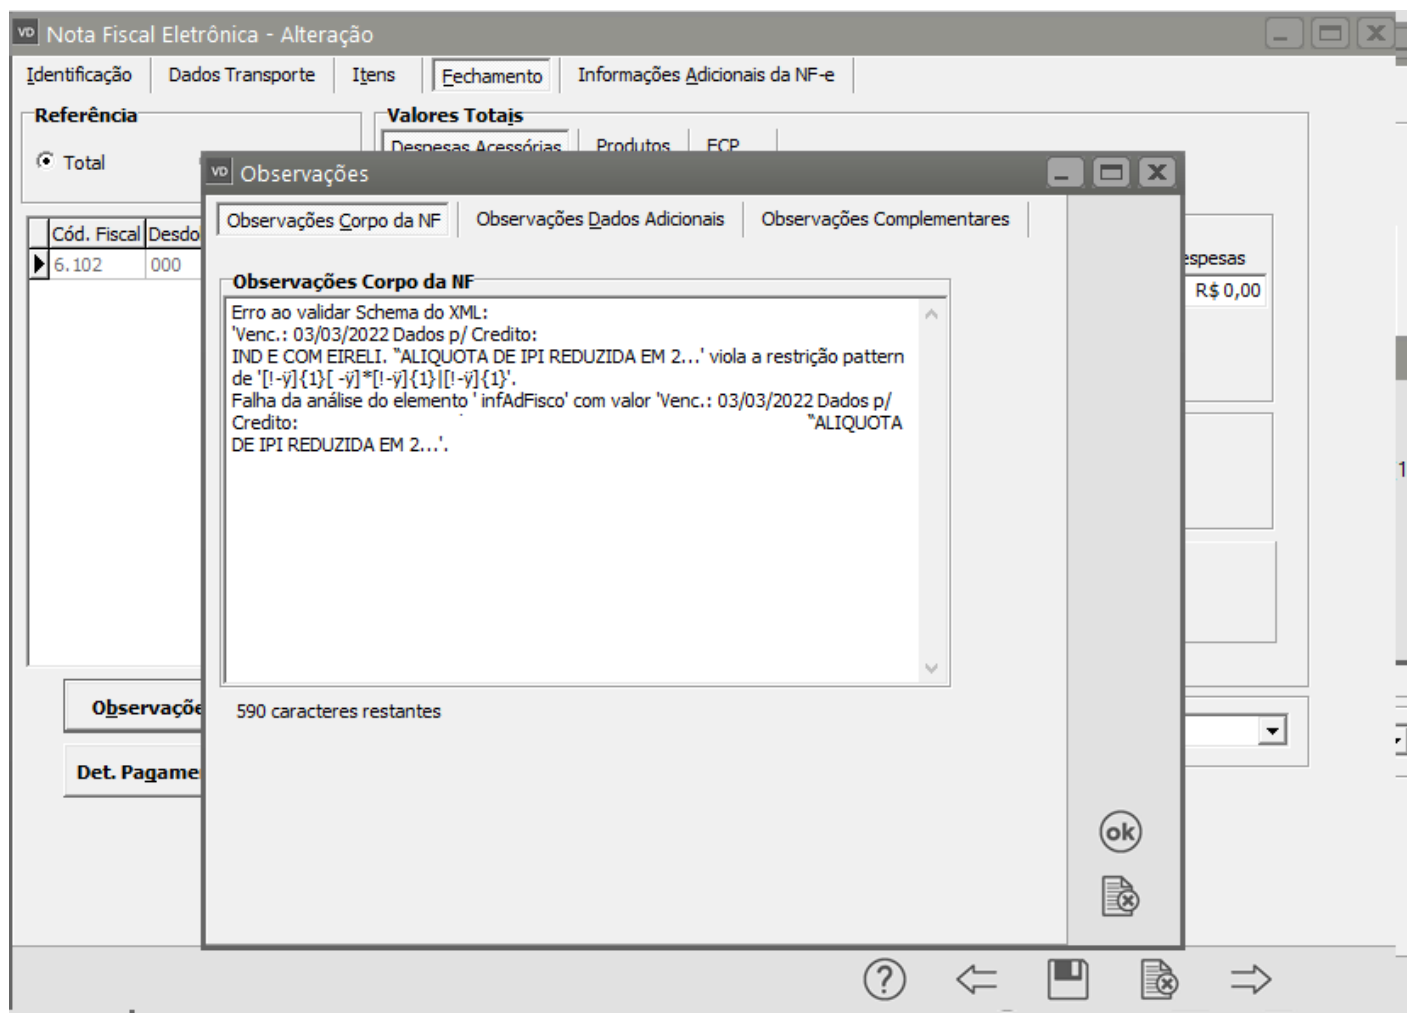 VD Nota Fiscal Eletrônica - Alteração
Identificação Dados Transporte Itens Fechamento Informações Adicionais da NF-e
Referência
Valores Totais
Despesas Acessórias Produtos FCP
Total
VD Observações
Observações Corpo da NF Observações Dados Adicionais Observações Complementares
Cód. Fiscal Desdo
6.102 000
espesas
R$ 0,00
Observações Corpo da NF
Erro ao validar Schema do XML:
'Venc.: 03/03/2022 Dados p/ Credito:
IND E COM EIRELI. “ALIQUOTA DE IPI REDUZIDA EM 2...' viola a restrição pattern
de '[!-ÿ]{1}[ -ÿ]*[!-ÿ]{1}|[!-ÿ]{1}'.
Falha da análise do elemento ' infAdFisco' com valor 'Venc.: 03/03/2022 Dados p/
Credito: “ALIQUOTA
DE IPI REDUZIDA EM 2...'.
1
590 caracteres restantes
Observaçõe
Det. Pagame
ok
?